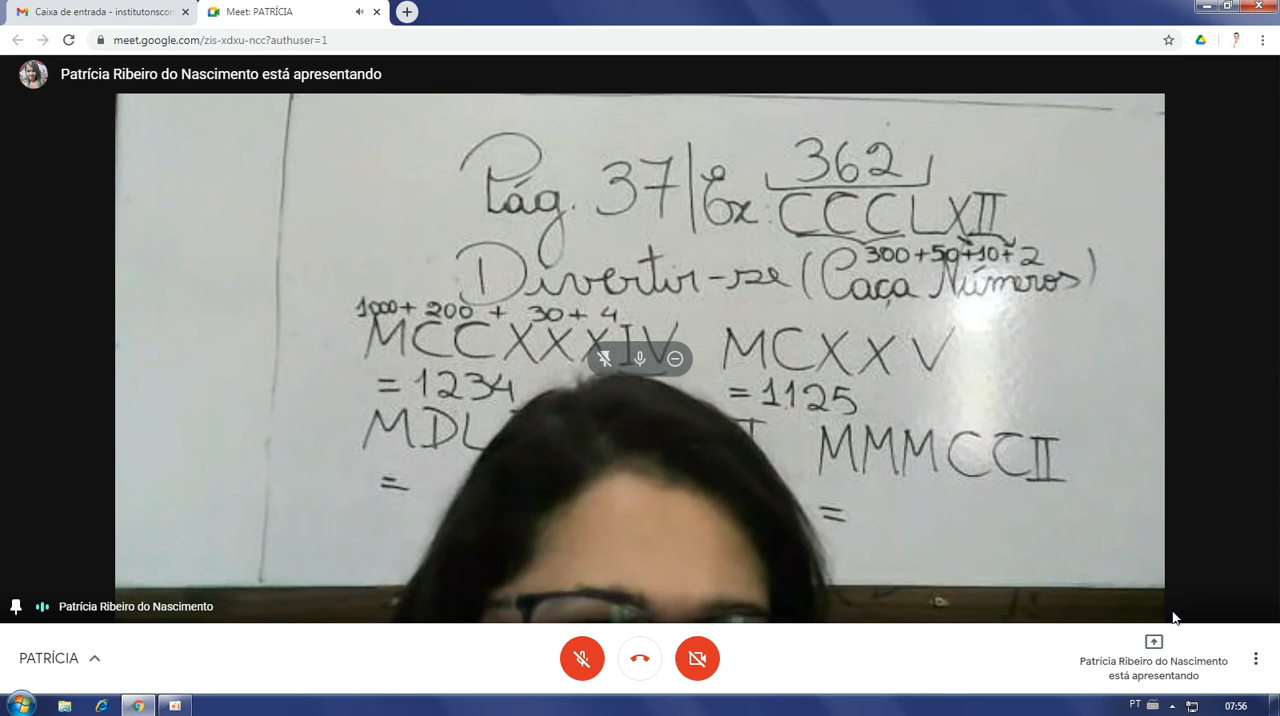 Caixa de entrada - institutonscon
Meet: PATRÍCIA
meet.google.com/zis-xdxu-ncc?authuser=1
Patrícia Ribeiro do Nascimento está apresentando
362
Pág. 37 | Ex: CCCLXII
300+50+10+2
Divertir-se (Caça Números)
1000+ 200 + 30+ 4
MCCXXXIV MCXXV
= 1234 = 1125
MDL MMMCCII
= =
Patrícia Ribeiro do Nascimento
PATRÍCIA
Patrícia Ribeiro do Nascimento
está apresentando
PT
07:56